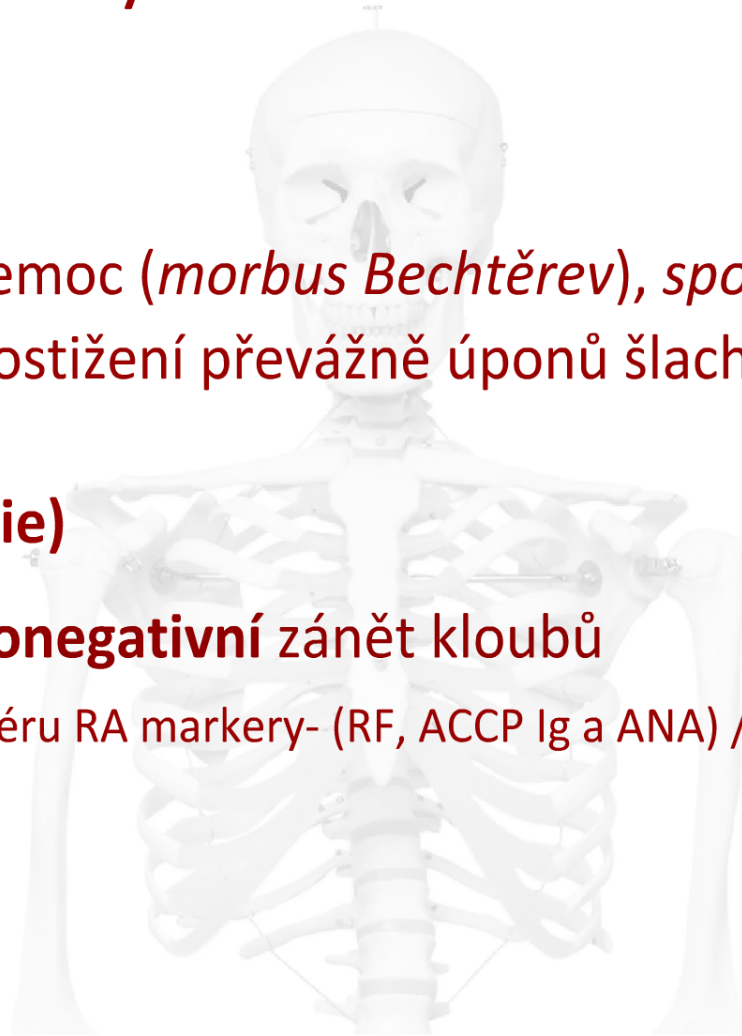 emoc (morbus Bechtěrev), spo
ostižení převážně úponů šlach
ie)
onegativní zánět kloubů
éru RA markery- (RF, ACCP Ig a ANA) /